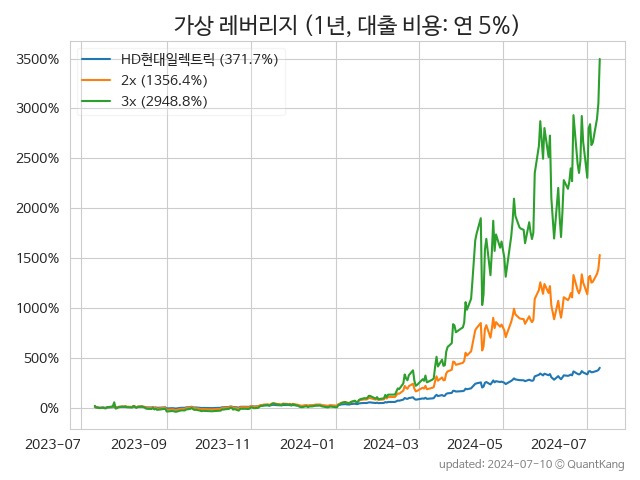 가상 레버리지 (1년, 대출 비용: 연 5%)
HD현대일렉트릭 (371.7%)
2x (1356.4%)
3x (2948.8%)
3500%
3000%
2500%
2000%
1500%
1000%
500%
0%
2023-07 2023-09 2023-11 2024-01 2024-03 2024-05 2024-07
updated: 2024-07-10 © QuantKang